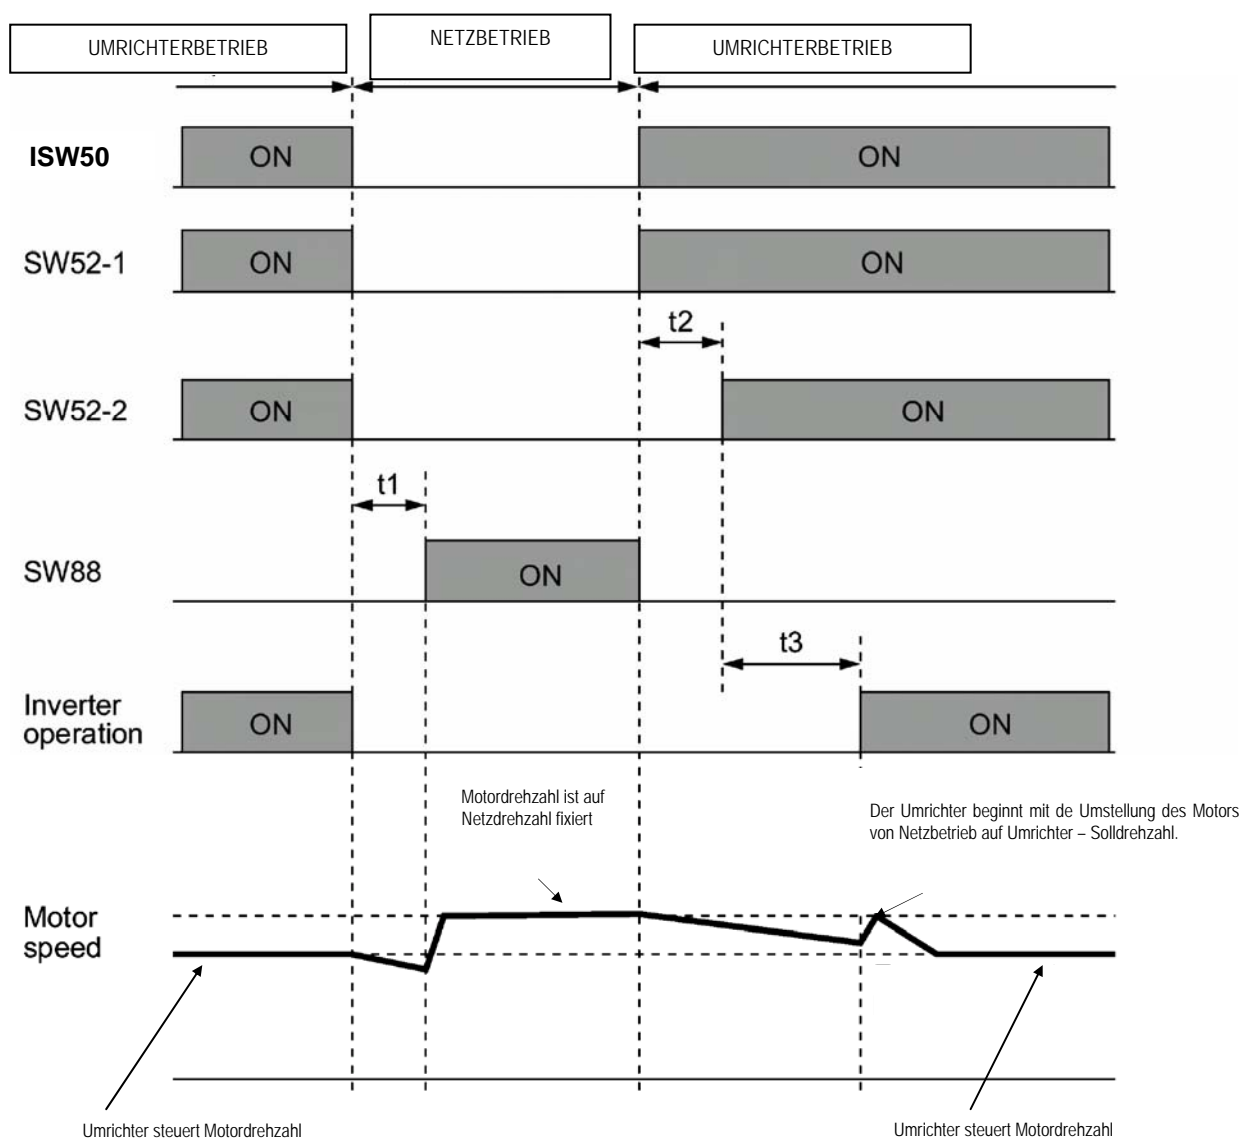 UMRICHTERBETRIEB
NETZBETRIEB
UMRICHTERBETRIEB
ISW50
ON
ON
SW52-1
ON
ON
t2
SW52-2
ON
ON
t1
SW88
ON
t3
Inverter
operation
ON
ON
Motordrehzahl ist auf
Netzdrehzahl fixiert
Der Umrichter beginnt mit de Umstellung des Motors
von Netzbetrieb auf Umrichter – Solldrehzahl.
Motor
speed
Umrichter steuert Motordrehzahl
Umrichter steuert Motordrehzahl